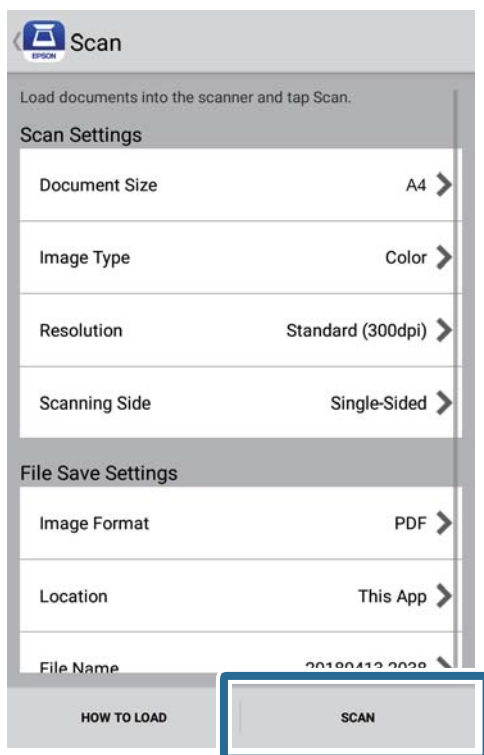 EPSON
Scan
Load documents into the scanner and tap Scan.
Scan Settings
Document Size A4
Image Type Color
Resolution Standard (300dpi)
Scanning Side Single-Sided
File Save Settings
Image Format PDF
Location This App
File Name 20180413 2038
HOW TO LOAD SCAN